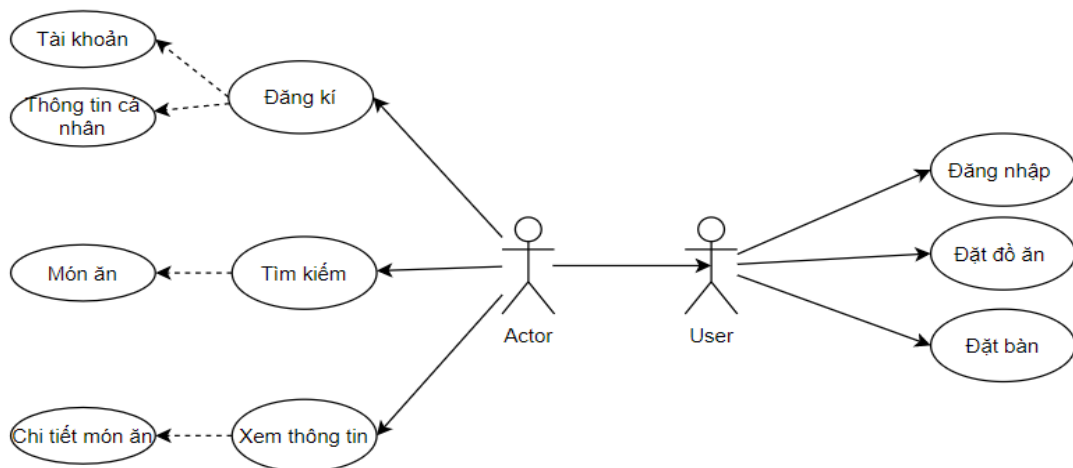 Tài khoản
Thông tin cá
nhân
Đăng kí
Món ăn
Tìm kiếm
Chi tiết món ăn
Xem thông tin
Actor
User
Đăng nhập
Đặt đồ ăn
Đặt bàn